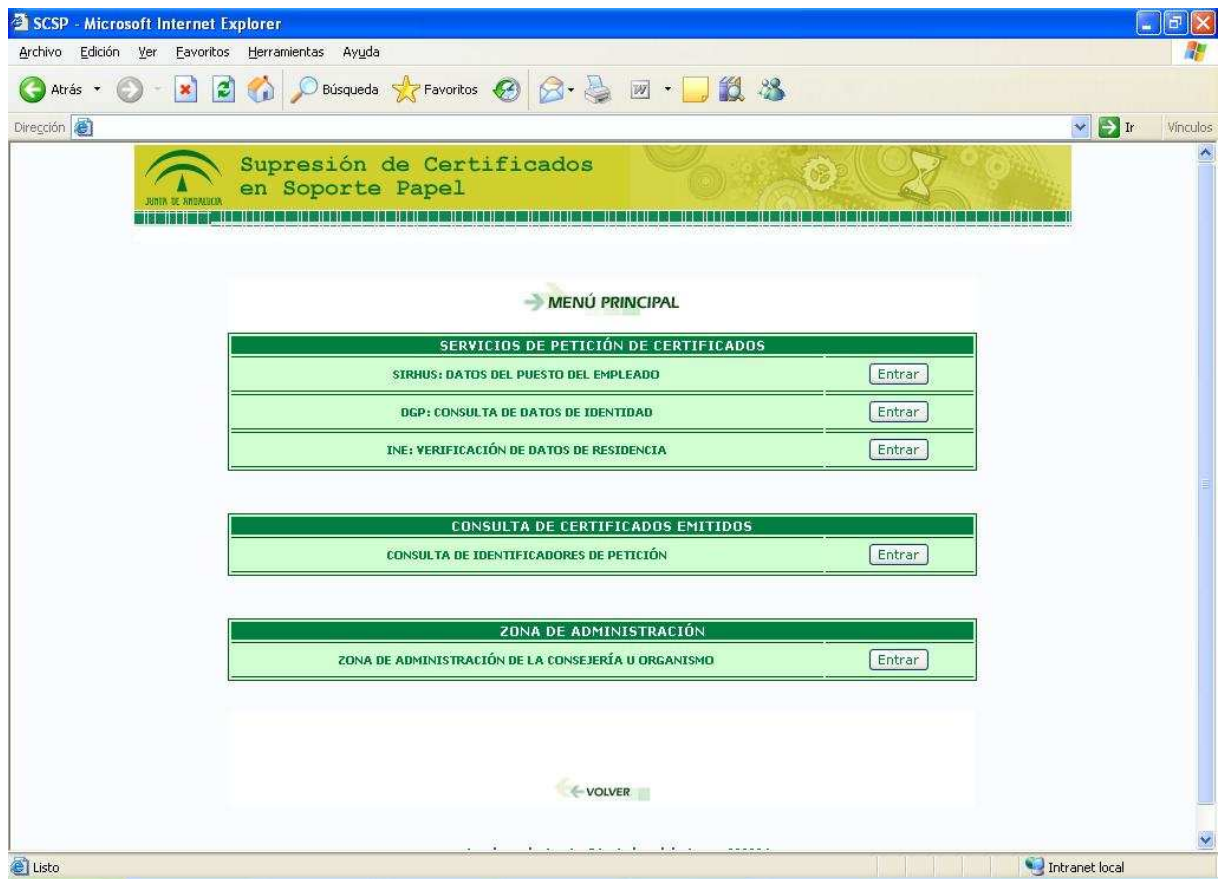 SCSP - Microsoft Internet Explorer
Archivo Edición Ver Favoritos Herramientas Ayuda
Atrás Búsqueda Favoritos
Dirección Ir Vínculos
Supresión de Certificados
en Soporte Papel
JUNTA DE ANDALUCIA
MENÚ PRINCIPAL
SERVICIOS DE PETICIÓN DE CERTIFICADOS
SIRHUS: DATOS DEL PUESTO DEL EMPLEADO Entrar
DGP: CONSULTA DE DATOS DE IDENTIDAD Entrar
INE: VERIFICACIÓN DE DATOS DE RESIDENCIA Entrar
CONSULTA DE CERTIFICADOS EMITIDOS
CONSULTA DE IDENTIFICADORES DE PETICIÓN Entrar
ZONA DE ADMINISTRACIÓN
ZONA DE ADMINISTRACIÓN DE LA CONSEJERÍA U ORGANISMO Entrar
VOLVER
Listo Intranet local